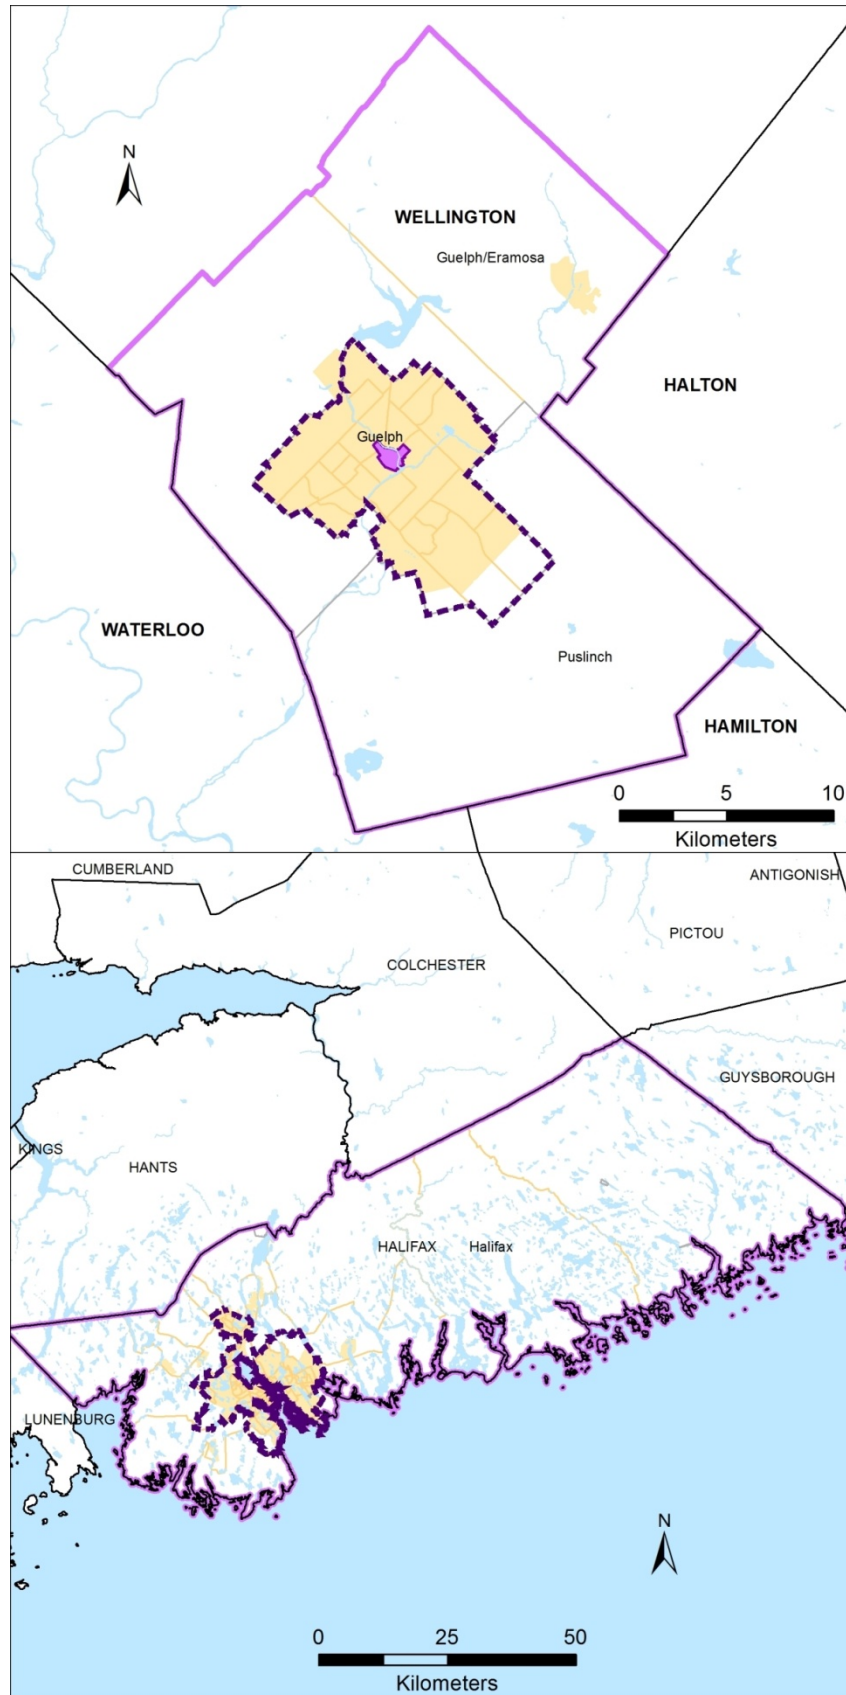 N
WELLINGTON
Guelph/Eramosa
HALTON
Guelph
WATERLOO
Puslinch
HAMILTON
0 5 10
Kilometers
CUMBERLAND
ANTIGONISH
PICTOU
COLCHESTER
GUYSBOROUGH
KINGS
HANTS
HALIFAX Halifax
LUNENBURG
N
0 25 50
Kilometers